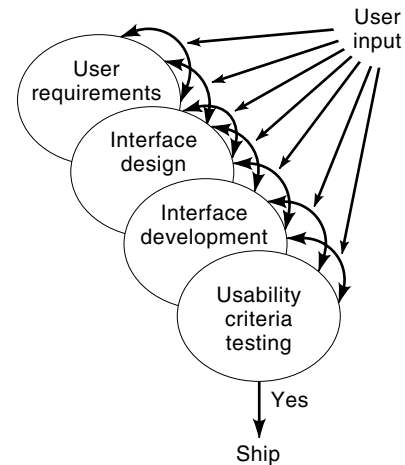 User
input
User
requirements
Interface
design
Interface
development
Usability
criteria
testing
Yes
Ship